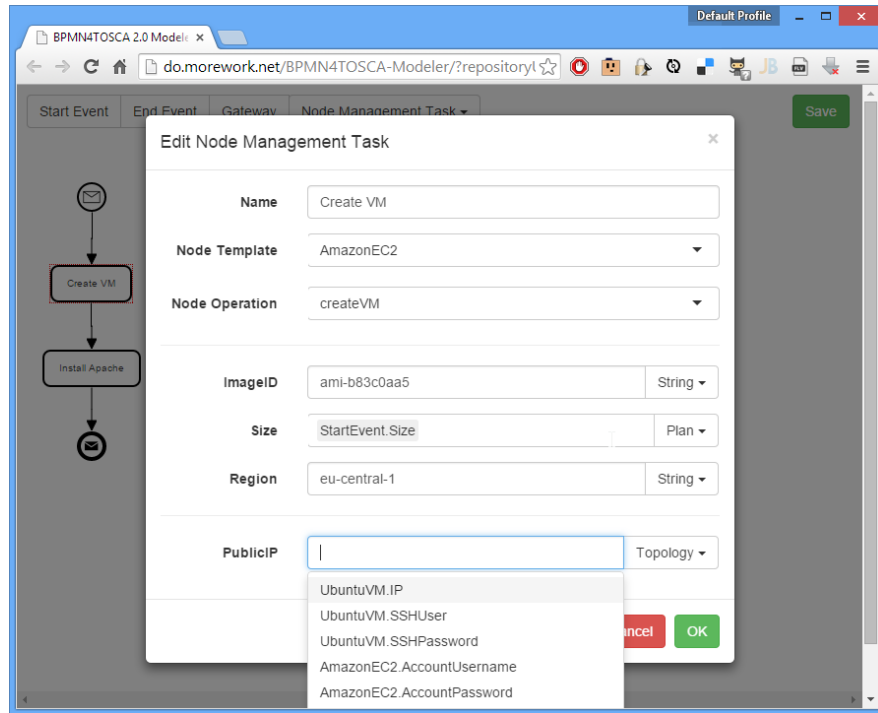 Default Profile
BPMN4TOSCA 2.0 Modele
do.morework.net/BPMN4TOSCA-Modeler/?repositoryl
JB
Start Event End Event Gateway Node Management Task Save
Edit Node Management Task ×
Name Create VM
Node Template AmazonEC2
Node Operation createVM
Create VM
Install Apache
ImageID ami-b83c0aa5 String
Size StartEvent.Size Plan
Region eu-central-1 String
PublicIP Topology
UbuntuVM.IP
UbuntuVM.SSHUser
UbuntuVM.SSHPassword
AmazonEC2.AccountUsername
AmazonEC2.AccountPassword
ncel OK